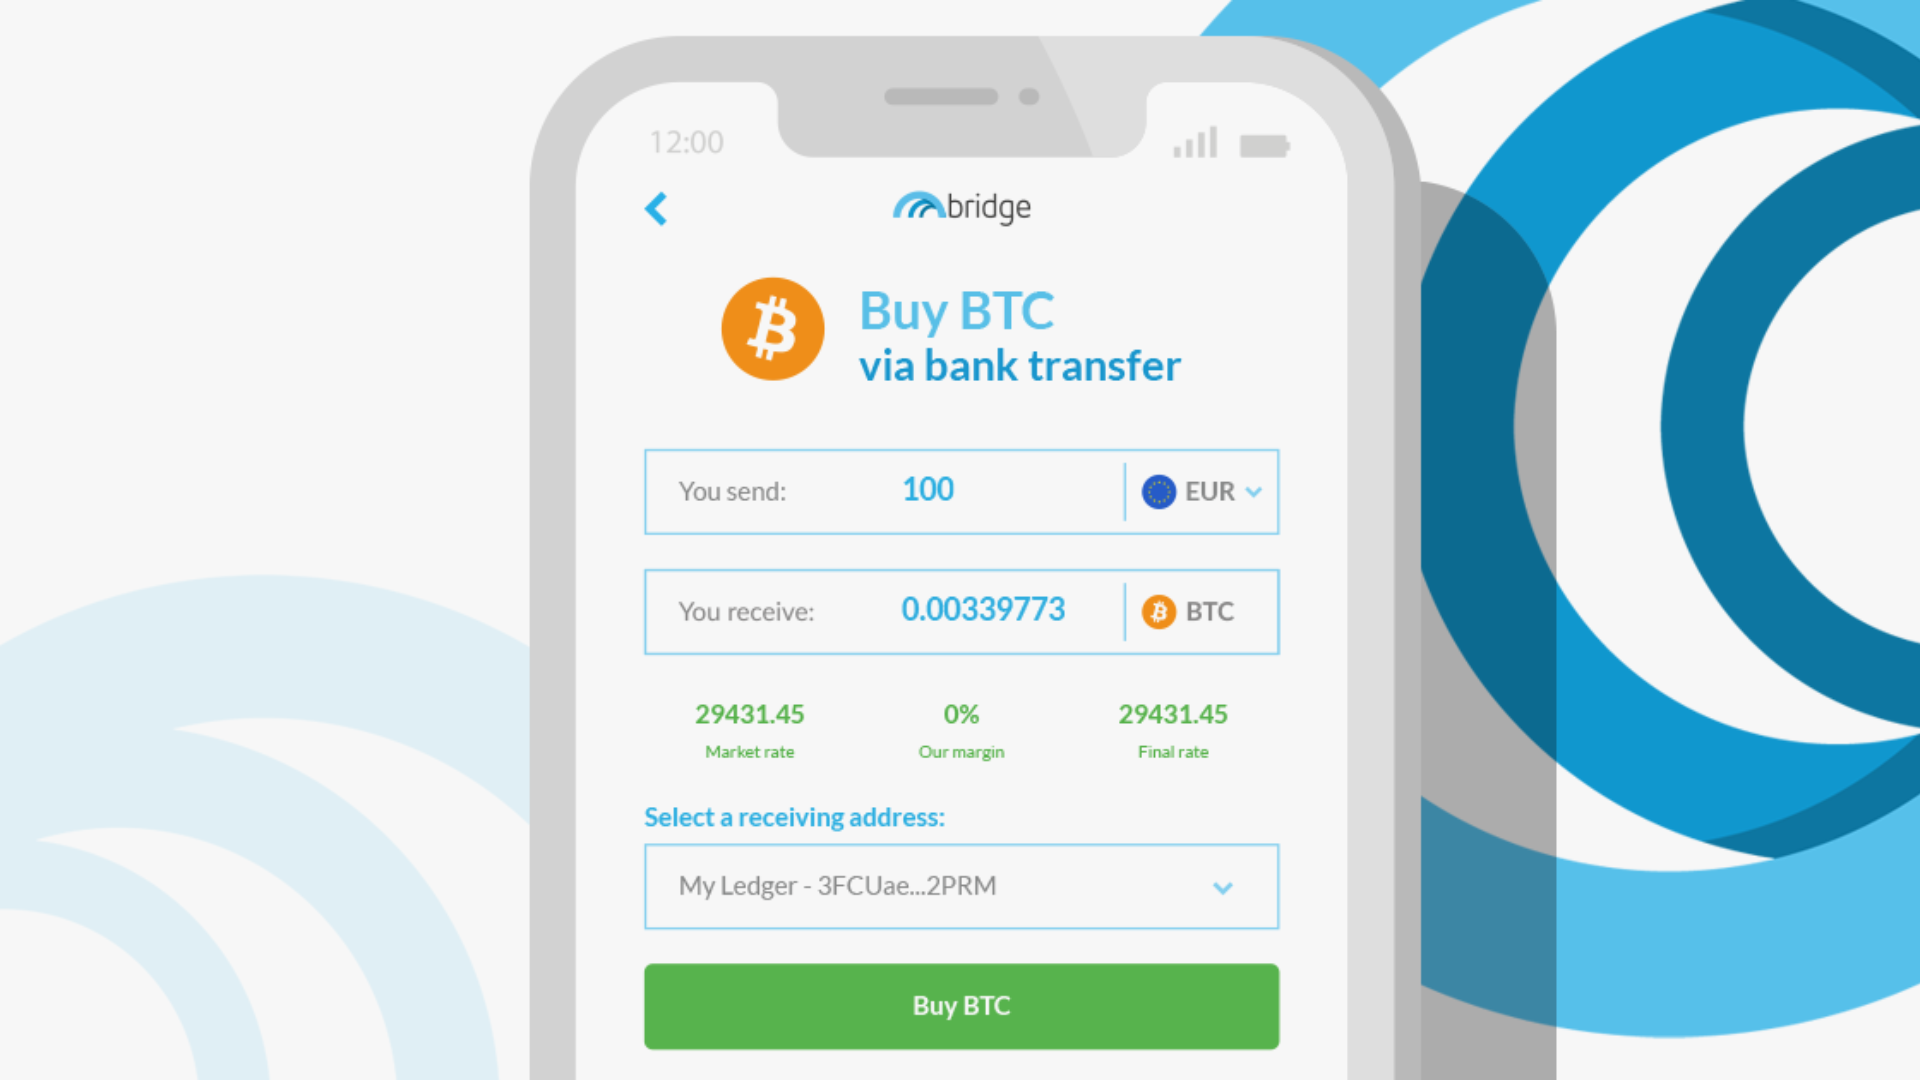 12:00
bridge
Buy BTC
via bank transfer
You send: 100 EUR
You receive: 0.00339773 BTC
29431.45 0% 29431.45
Market rate Our margin Final rate
Select a receiving address:
My Ledger - 3FCUae...2PRM
Buy BTC